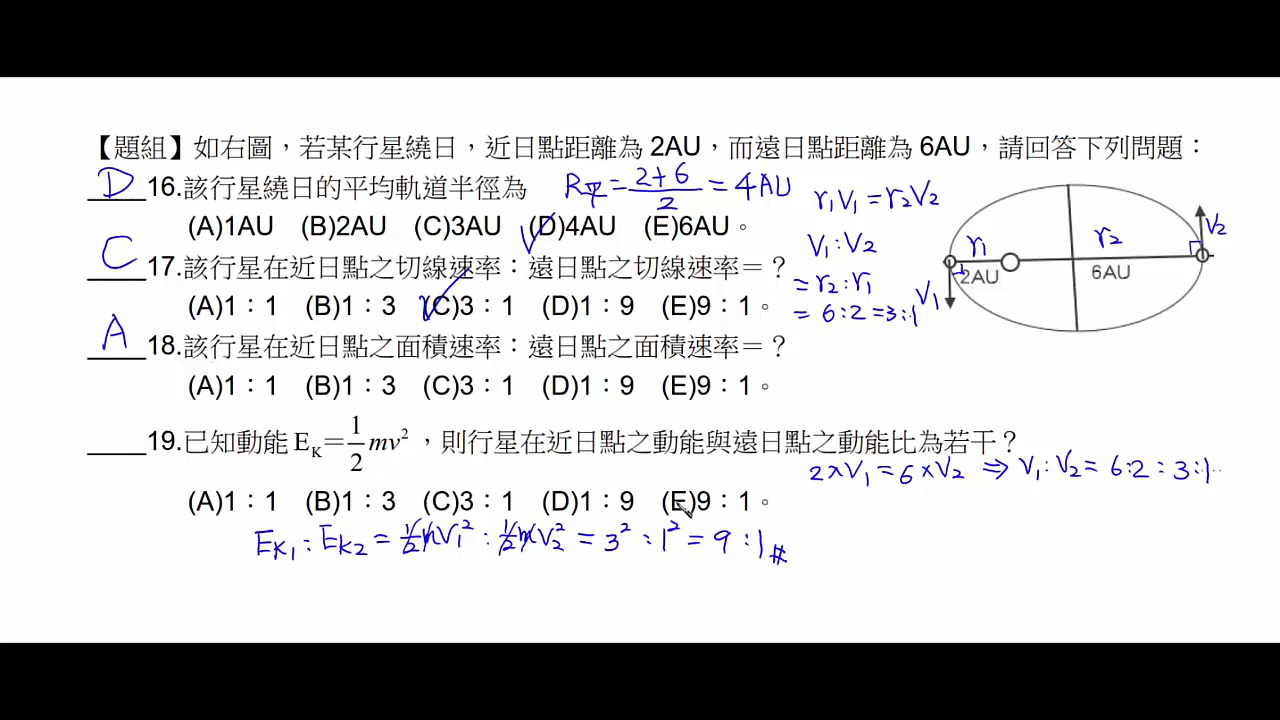 【題組】如右圖，若某行星繞日，近日點距離為 2AU，而遠日點距離為 6AU，請回答下列問題：
D 16.該行星繞日的平均軌道半徑為 R平 = (2+6)/2 = 4AU
(A)1AU (B)2AU (C)3AU (D)4AU (E)6AU。
C 17.該行星在近日點之切線速率：遠日點之切線速率＝？
(A)1：1 (B)1：3 (C)3：1 (D)1：9 (E)9：1。
A 18.該行星在近日點之面積速率：遠日點之面積速率＝？
(A)1：1 (B)1：3 (C)3：1 (D)1：9 (E)9：1。
19.已知動能 E_K＝1/2 mv²，則行星在近日點之動能與遠日點之動能比為若干？
2×V₁ = 6×V₂ ⇒ V₁:V₂ = 6:2 = 3:1
(A)1：1 (B)1：3 (C)3：1 (D)1：9 (E)9：1。
E_K₁ : E_K₂ = 1/2 mV₁² : 1/2 mV₂² = 3² : 1² = 9 : 1 #
r₁V₁ = r₂V₂
V₁:V₂
= r₂:r₁
= 6:2 = 3:1
r₁
r₂
V₂
2AU
6AU
V₁